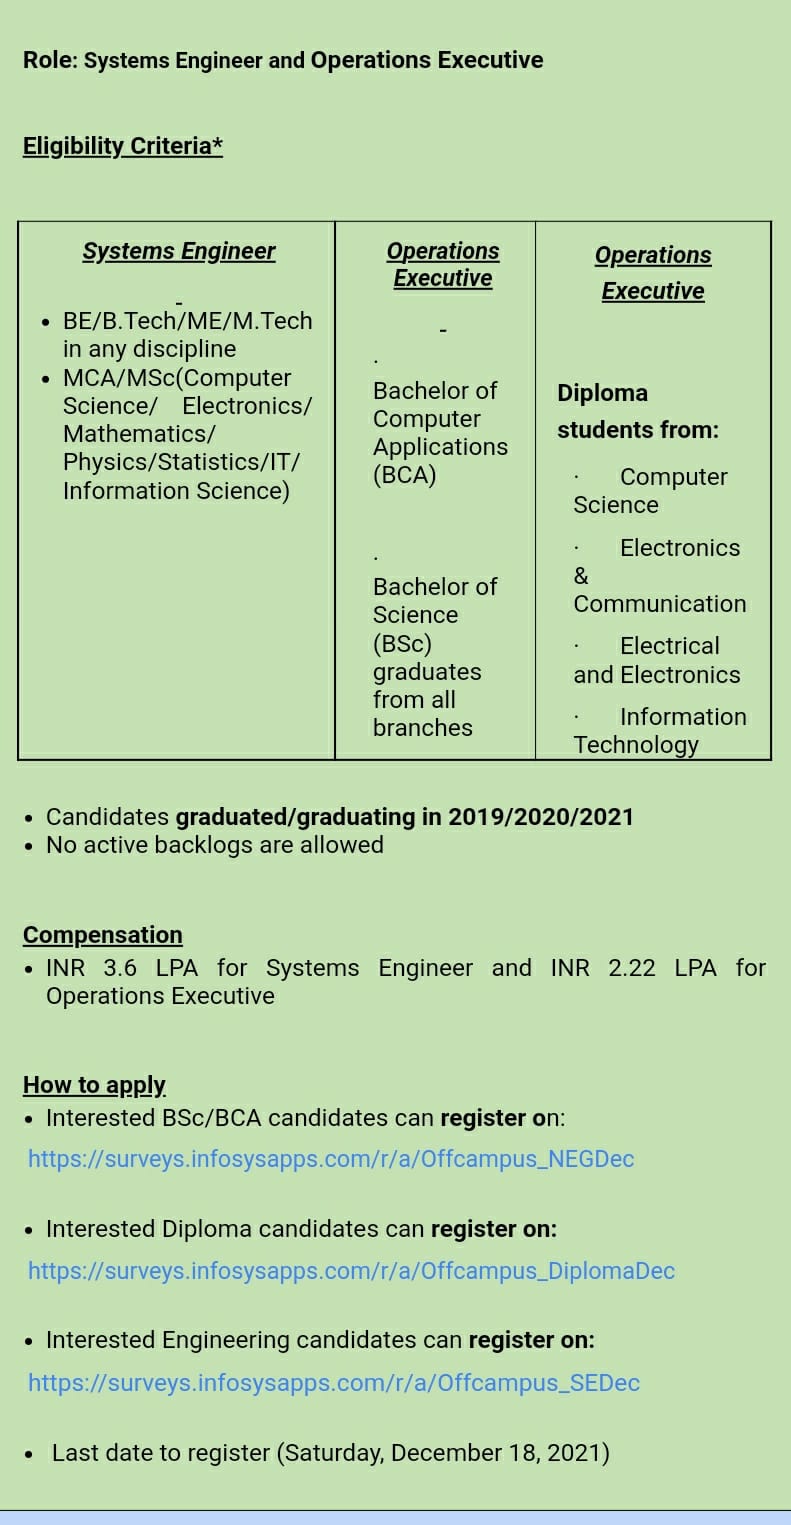 Role: Systems Engineer and Operations Executive
Eligibility Criteria*
Systems Engineer
-
• BE/B.Tech/ME/M.Tech
in any discipline
• MCA/MSc(Computer
Science/ Electronics/
Mathematics/
Physics/Statistics/IT/
Information Science)
Operations
Executive
-
·
Bachelor of
Computer
Applications
(BCA)
·
Bachelor of
Science
(BSc)
graduates
from all
branches
Operations
Executive
Diploma
students from:
· Computer
Science
· Electronics
&
Communication
· Electrical
and Electronics
· Information
Technology
• Candidates graduated/graduating in 2019/2020/2021
• No active backlogs are allowed
Compensation
• INR 3.6 LPA for Systems Engineer and INR 2.22 LPA for
Operations Executive
How to apply
• Interested BSc/BCA candidates can register on:
https://surveys.infosysapps.com/r/a/Offcampus_NEGDec
• Interested Diploma candidates can register on:
https://surveys.infosysapps.com/r/a/Offcampus_DiplomaDec
• Interested Engineering candidates can register on:
https://surveys.infosysapps.com/r/a/Offcampus_SEDec
• Last date to register (Saturday, December 18, 2021)